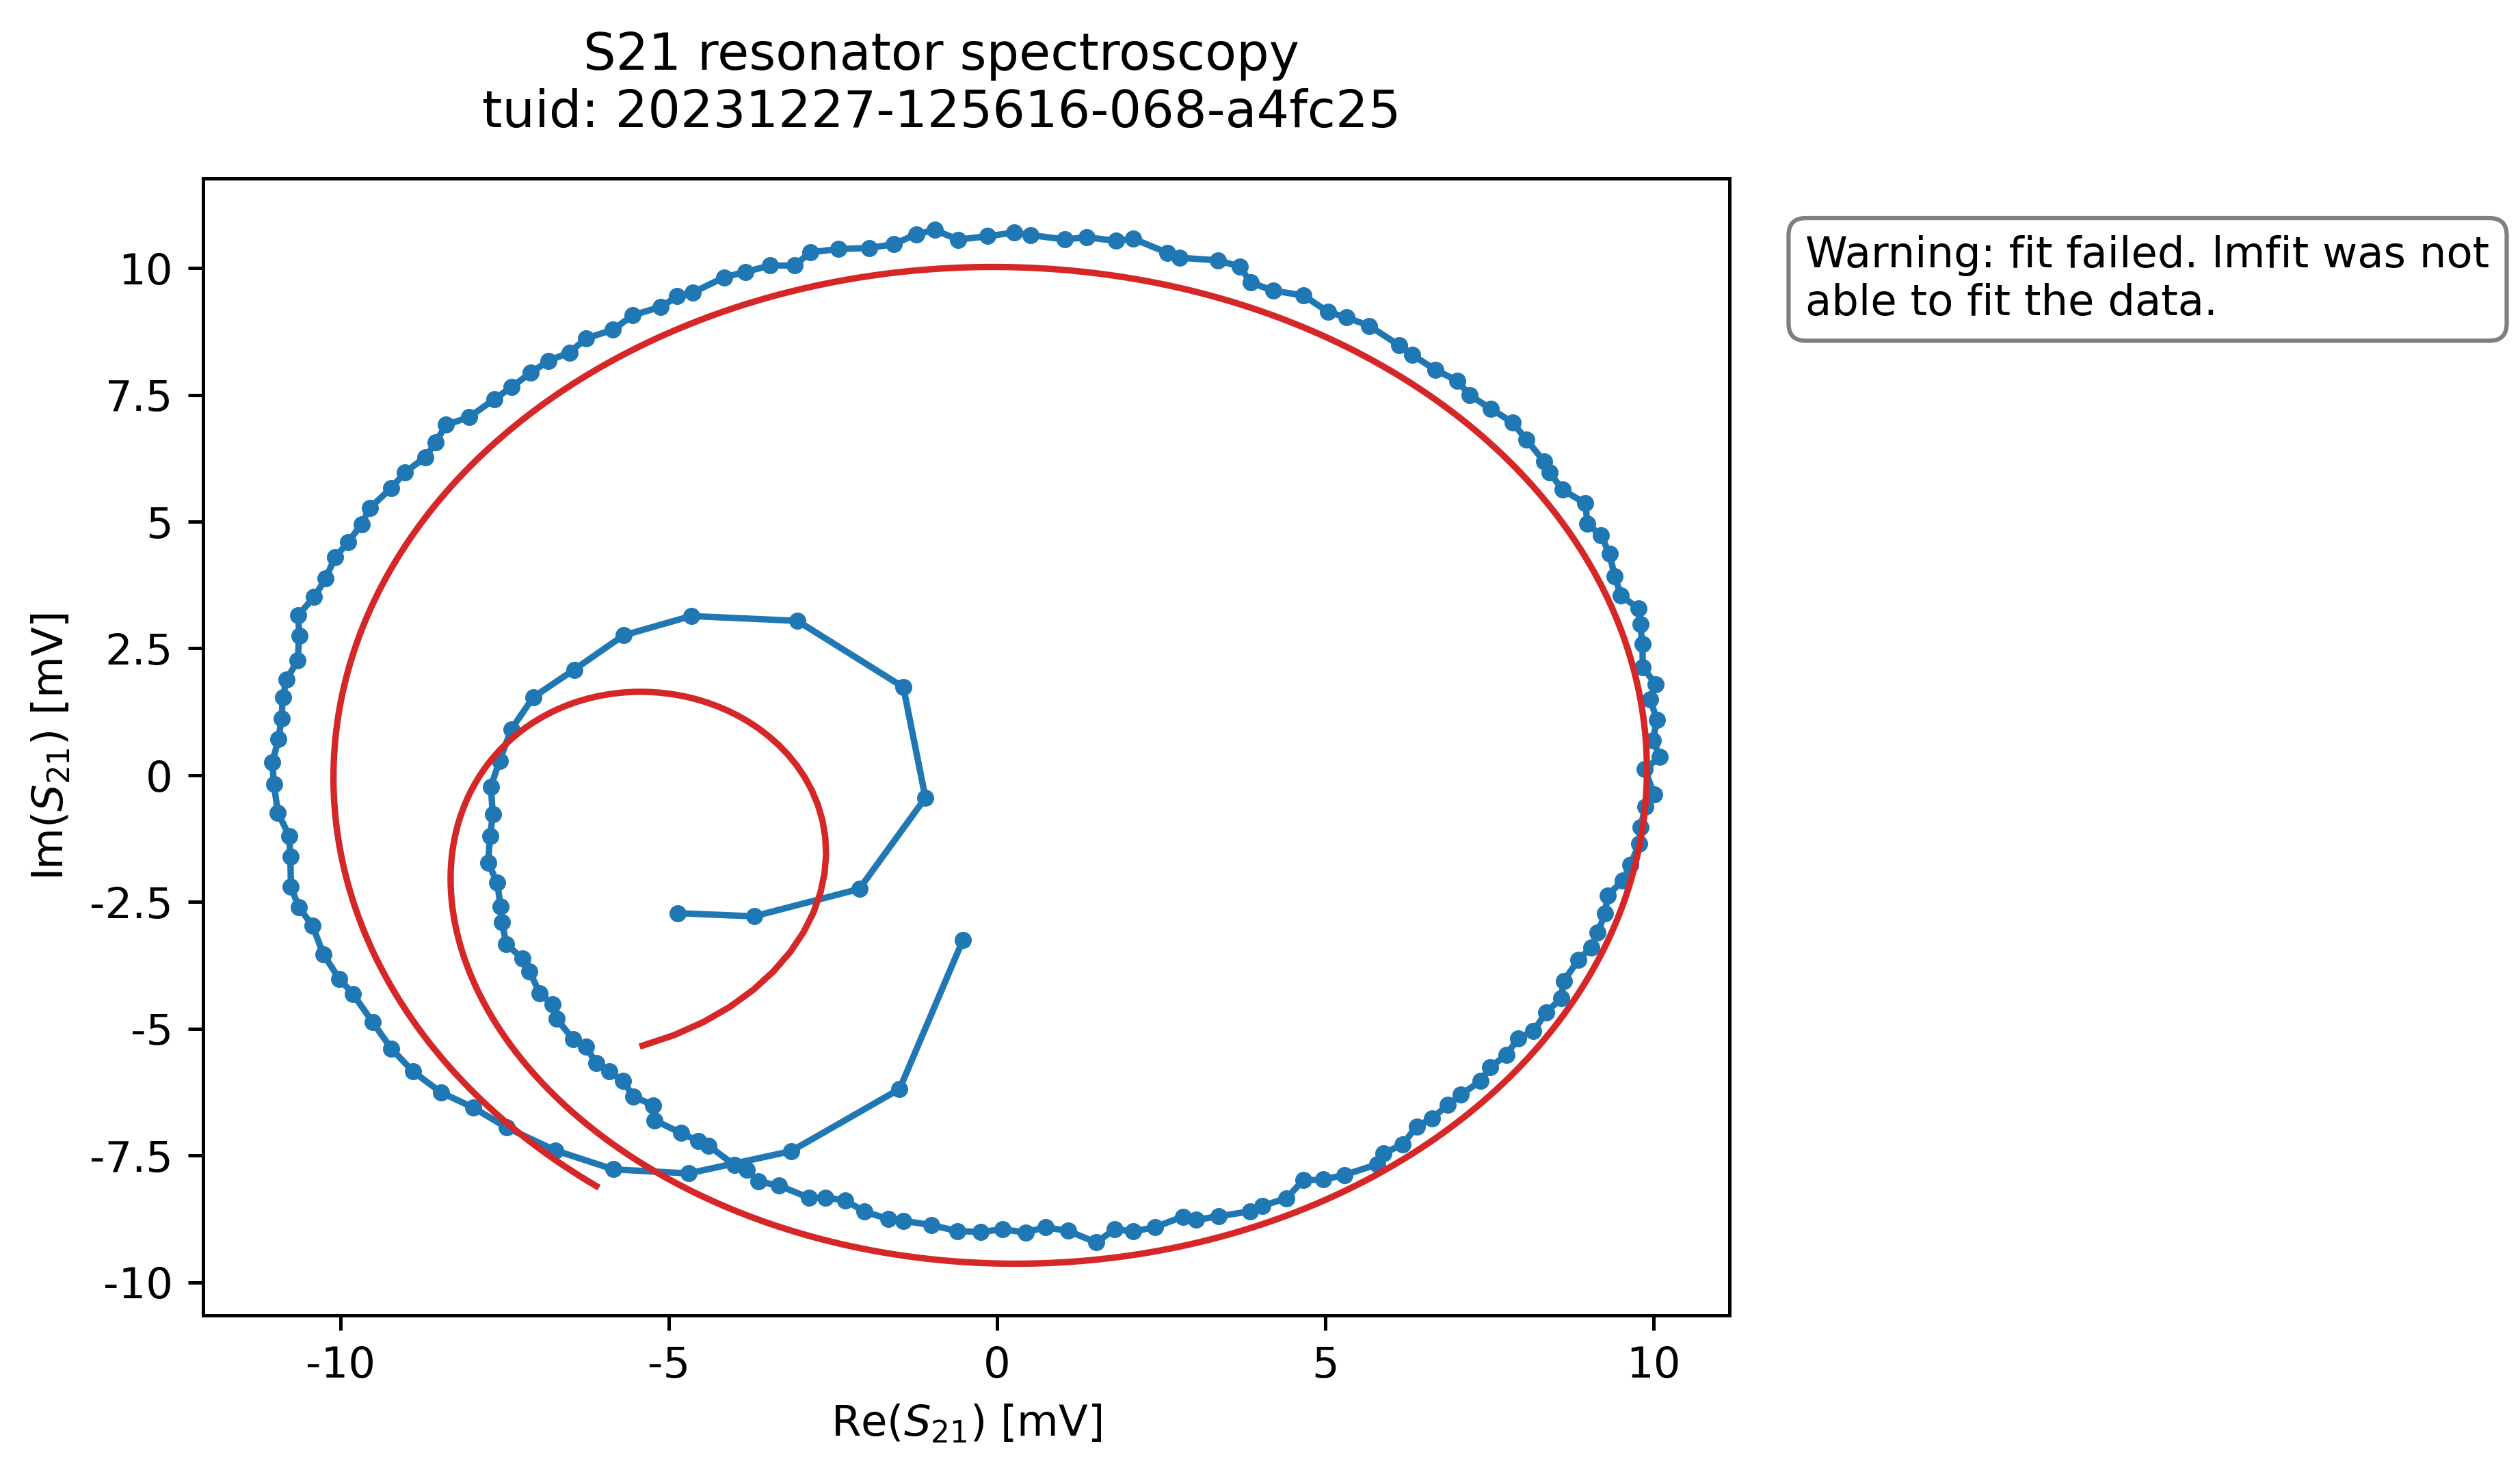 S21 resonator spectroscopy
tuid: 20231227-125616-068-a4fc25
Warning: fit failed. lmfit was not
able to fit the data.
10
7.5
5
2.5
0
-2.5
-5
-7.5
-10
Im(S21) [mV]
-10 -5 0 5 10
Re(S21) [mV]